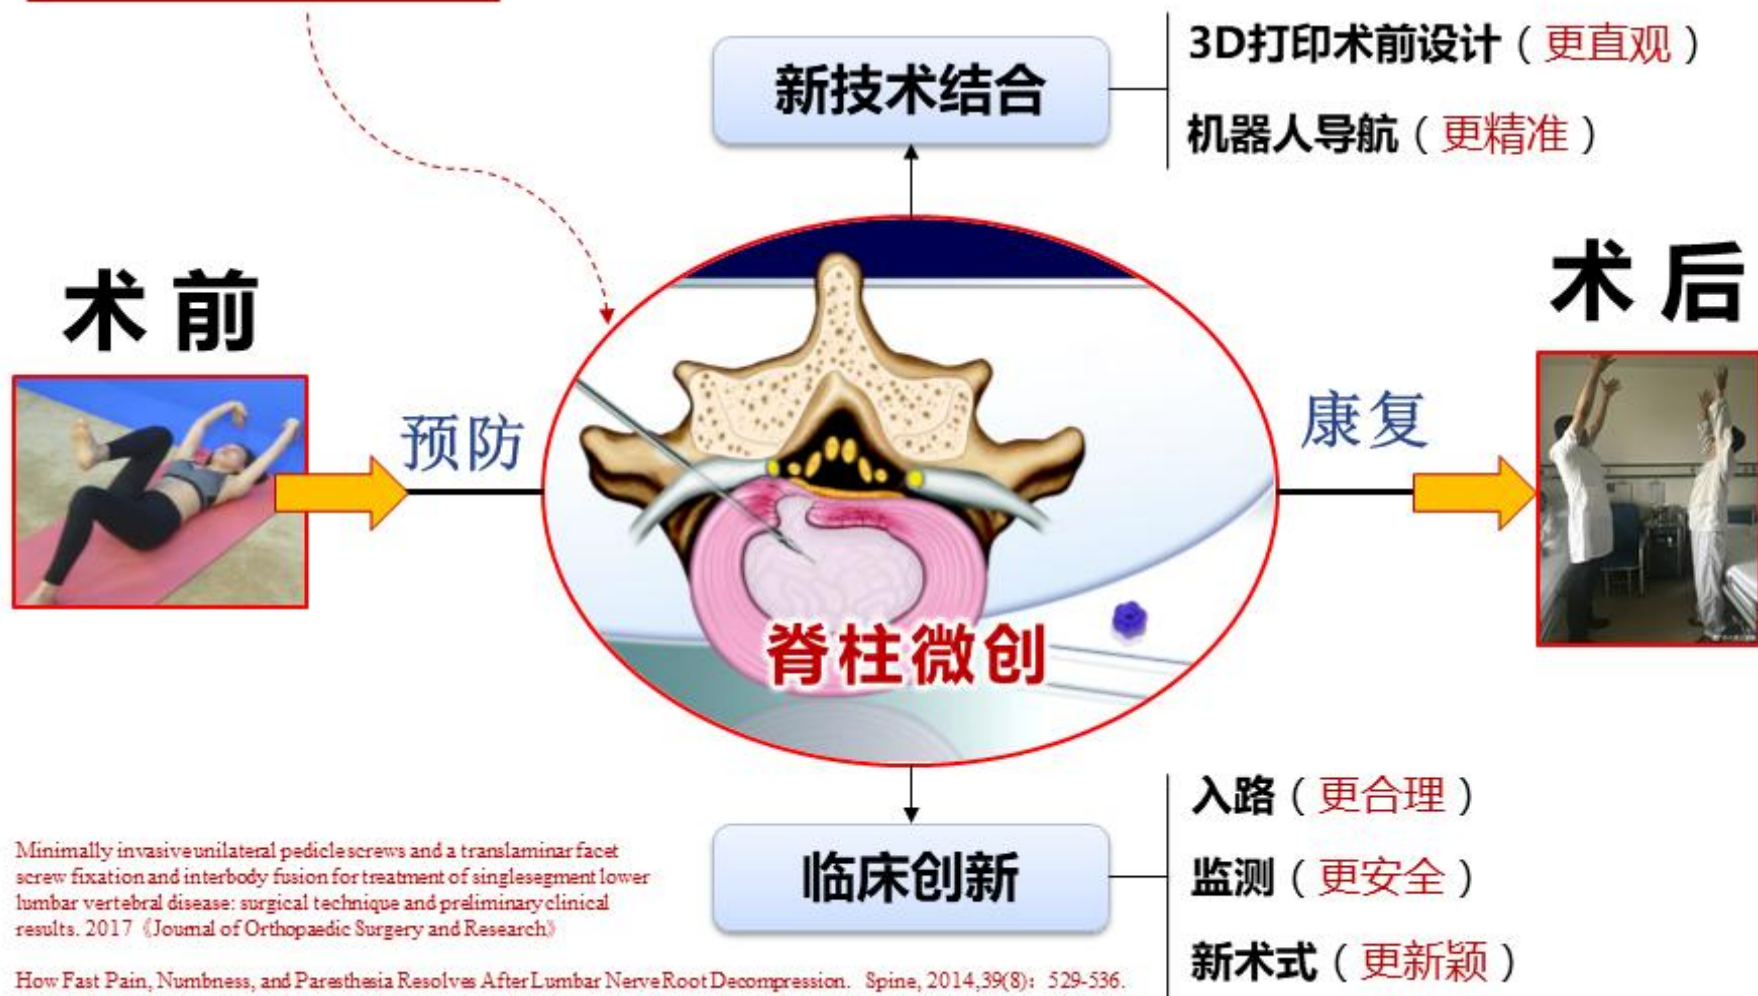 新技术结合
3D打印术前设计（更直观）
机器人导航（更精准）
术前
术后
预防
康复
脊柱微创
临床创新
入路（更合理）
监测（更安全）
新术式（更新颖）
Minimally invasive unilateral pedicle screws and a translaminar facet
screw fixation and interbody fusion for treatment of singlesegment lower
lumbar vertebral disease: surgical technique and preliminary clinical
results. 2017《Journal of Orthopaedic Surgery and Research》
How Fast Pain, Numbness, and Paresthesia Resolves After Lumbar Nerve Root Decompression. Spine, 2014,39(8)：529-536.